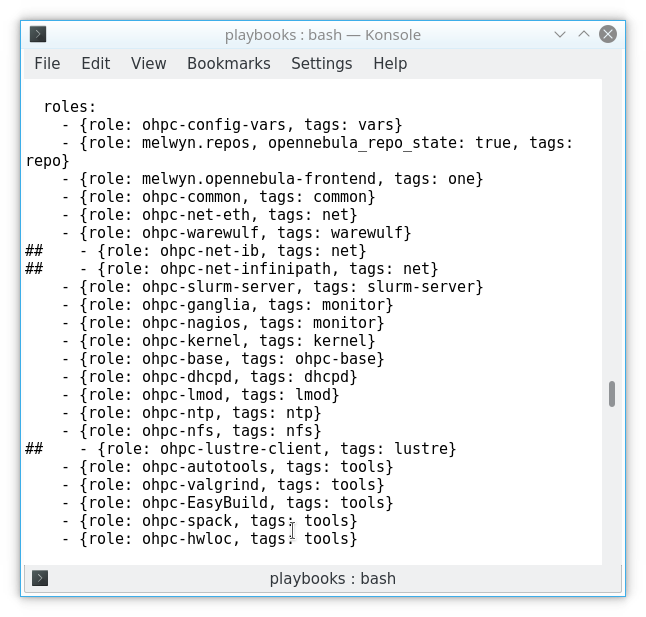 playbooks : bash — Konsole
File Edit View Bookmarks Settings Help
roles:
- {role: ohpc-config-vars, tags: vars}
- {role: melwyn.repos, opennebula_repo_state: true, tags:
repo}
- {role: melwyn.opennebula-frontend, tags: one}
- {role: ohpc-common, tags: common}
- {role: ohpc-net-eth, tags: net}
- {role: ohpc-warewulf, tags: warewulf}
##    - {role: ohpc-net-ib, tags: net}
##    - {role: ohpc-net-infinipath, tags: net}
- {role: ohpc-slurm-server, tags: slurm-server}
- {role: ohpc-ganglia, tags: monitor}
- {role: ohpc-nagios, tags: monitor}
- {role: ohpc-kernel, tags: kernel}
- {role: ohpc-base, tags: ohpc-base}
- {role: ohpc-dhcpd, tags: dhcpd}
- {role: ohpc-lmod, tags: lmod}
- {role: ohpc-ntp, tags: ntp}
- {role: ohpc-nfs, tags: nfs}
##    - {role: ohpc-lustre-client, tags: lustre}
- {role: ohpc-autotools, tags: tools}
- {role: ohpc-valgrind, tags: tools}
- {role: ohpc-EasyBuild, tags: tools}
- {role: ohpc-spack, tags: tools}
- {role: ohpc-hwloc, tags: tools}
playbooks : bash